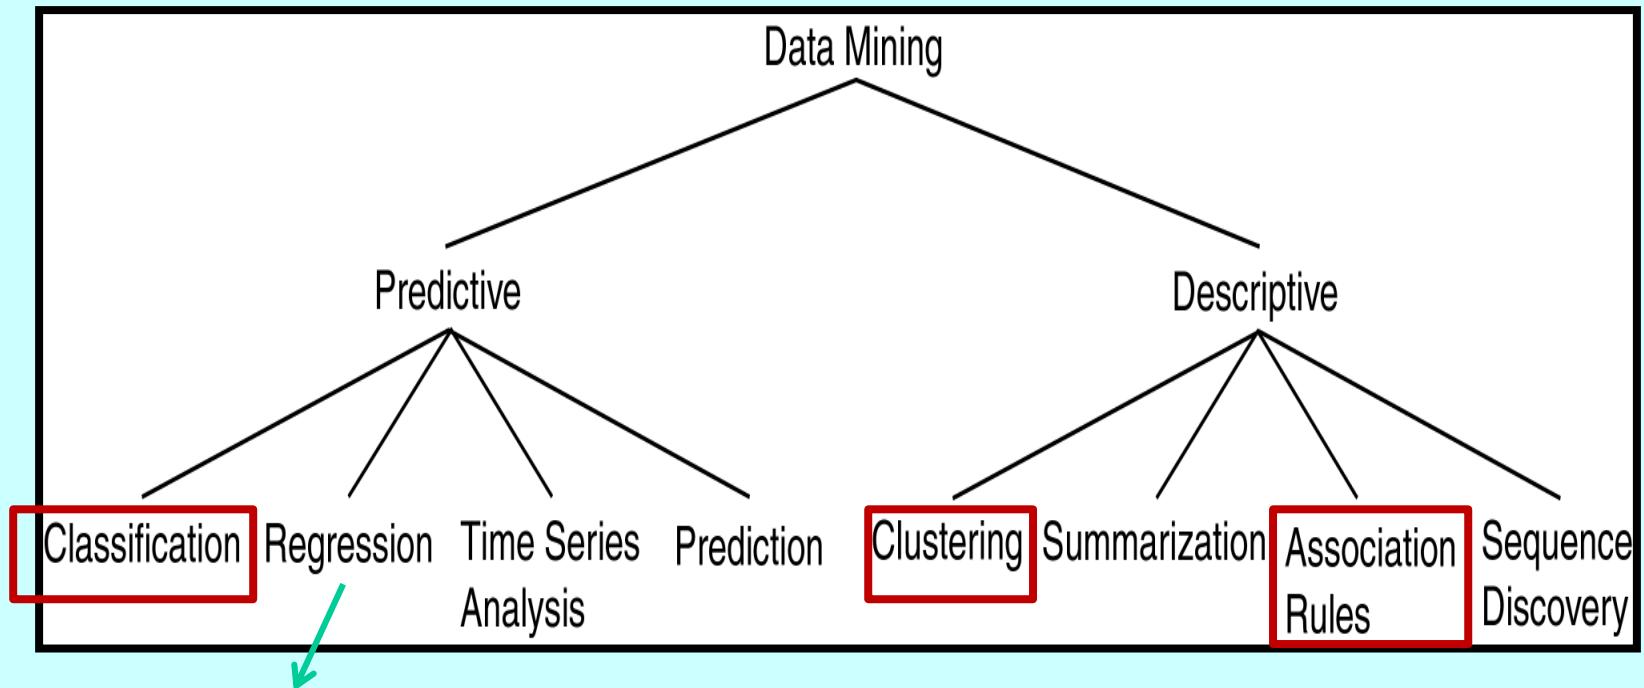 Data Mining
Predictive
Descriptive
Classification
Regression
Time Series
Analysis
Prediction
Clustering
Summarization
Association
Rules
Sequence
Discovery